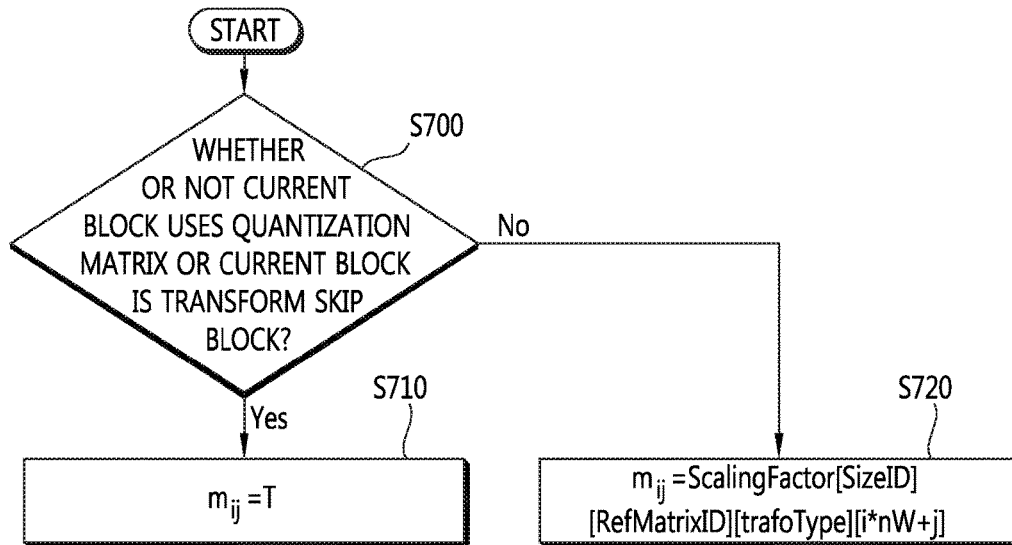 START
S700
WHETHER
OR NOT CURRENT
BLOCK USES QUANTIZATION
MATRIX OR CURRENT BLOCK
IS TRANSFORM SKIP
BLOCK?
No
Yes
S710
S720
m_ij =T
m_ij =ScalingFactor[SizeID]
[RefMatrixID][trafoType][i*nW+j]